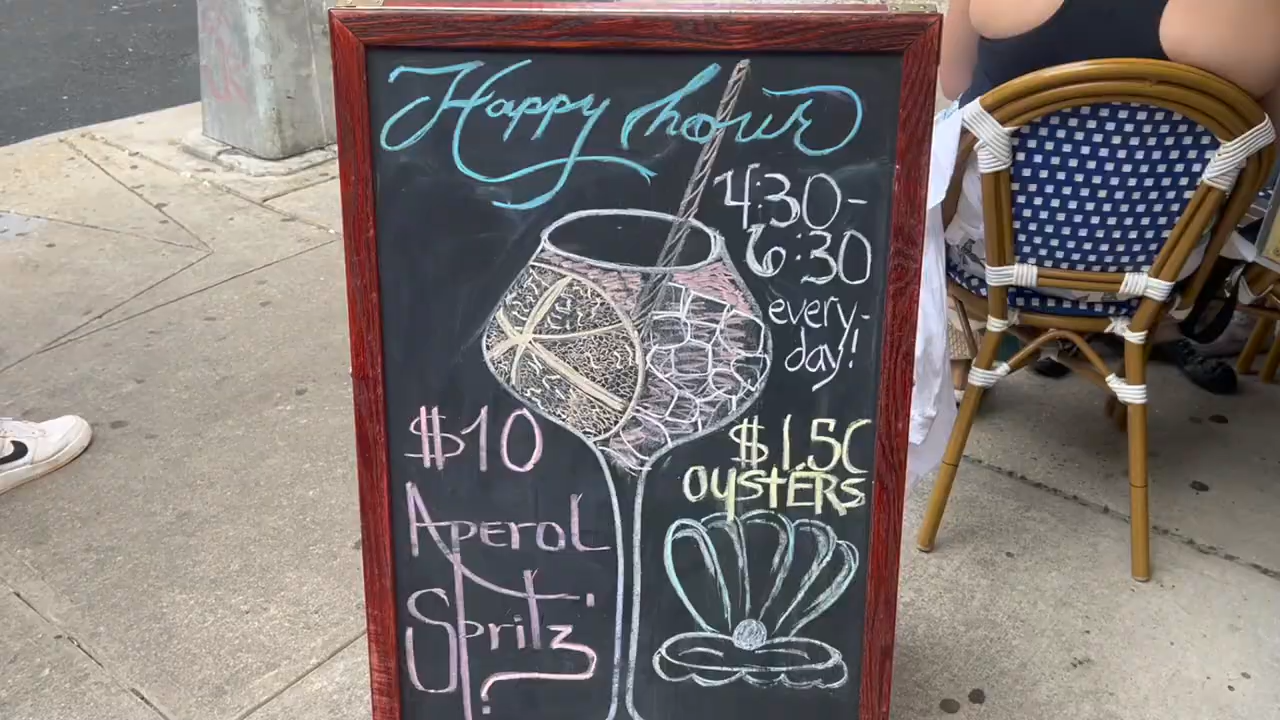 Happy hour
4:30-
6:30
every-
day!
$10
Aperol
Spritz
$1.50
OYSTERS